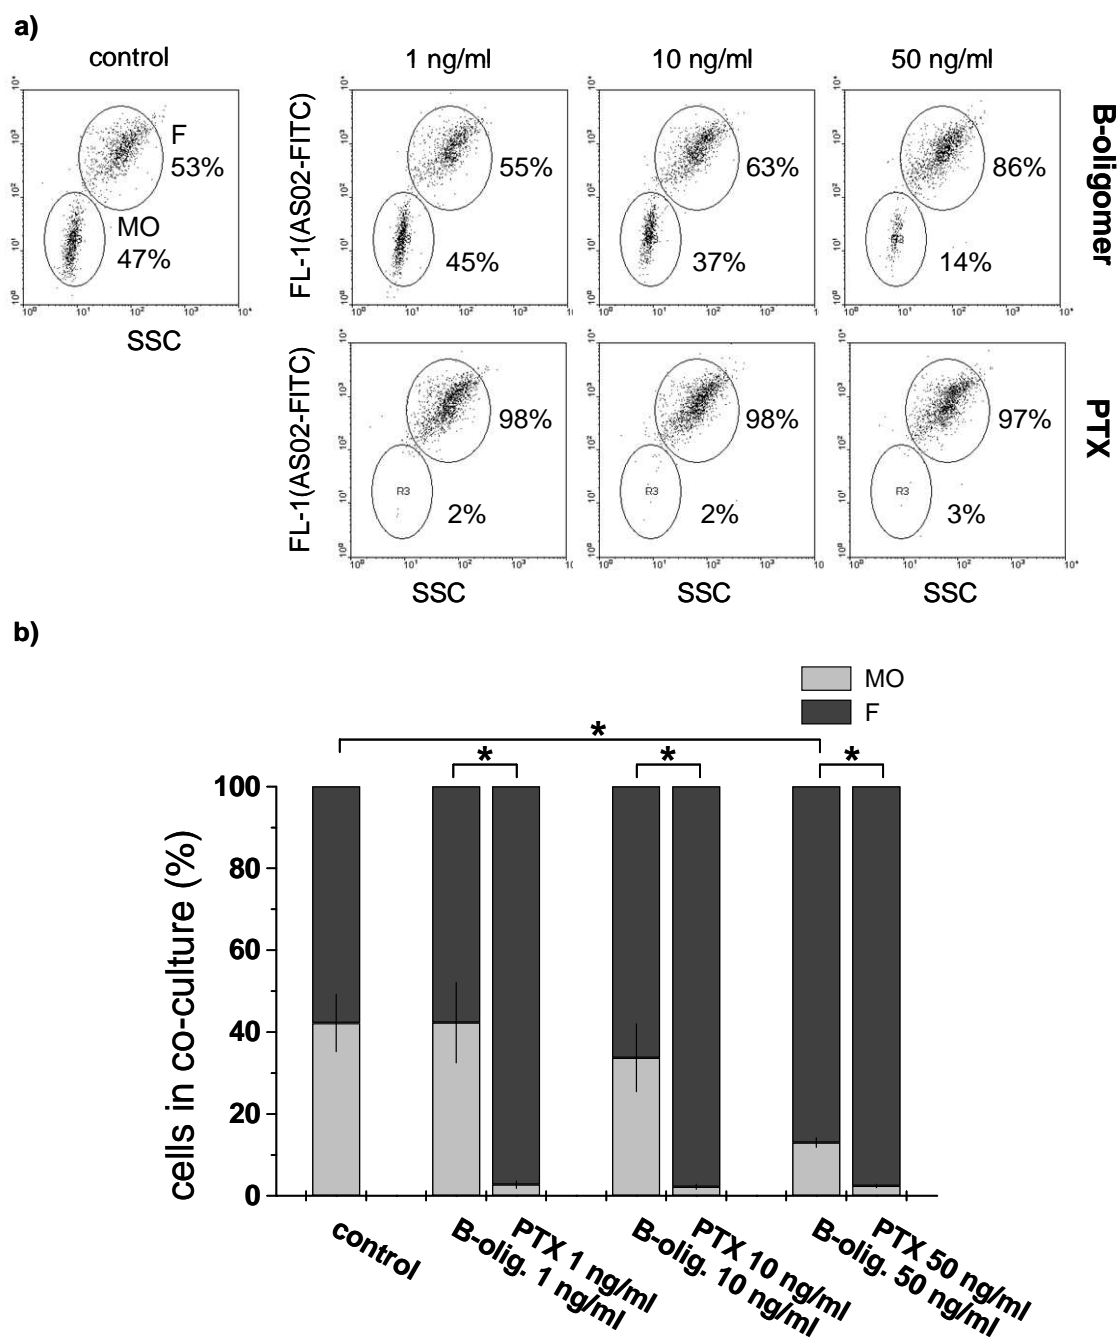 a)
control
1 ng/ml
10 ng/ml
50 ng/ml
F
53%
MO
47%
SSC
FL-1(AS02-FITC)
55%
45%
63%
37%
86%
14%
B-oligomer
FL-1(AS02-FITC)
98%
R3
2%
98%
R3
2%
97%
R3
3%
PTX
SSC
SSC
SSC
b)
MO
F
*
* * *
cells in co-culture (%)
100
80
60
40
20
0
control
B-olig. 1 ng/ml
PTX 1 ng/ml
B-olig. 10 ng/ml
PTX 10 ng/ml
B-olig. 50 ng/ml
PTX 50 ng/ml